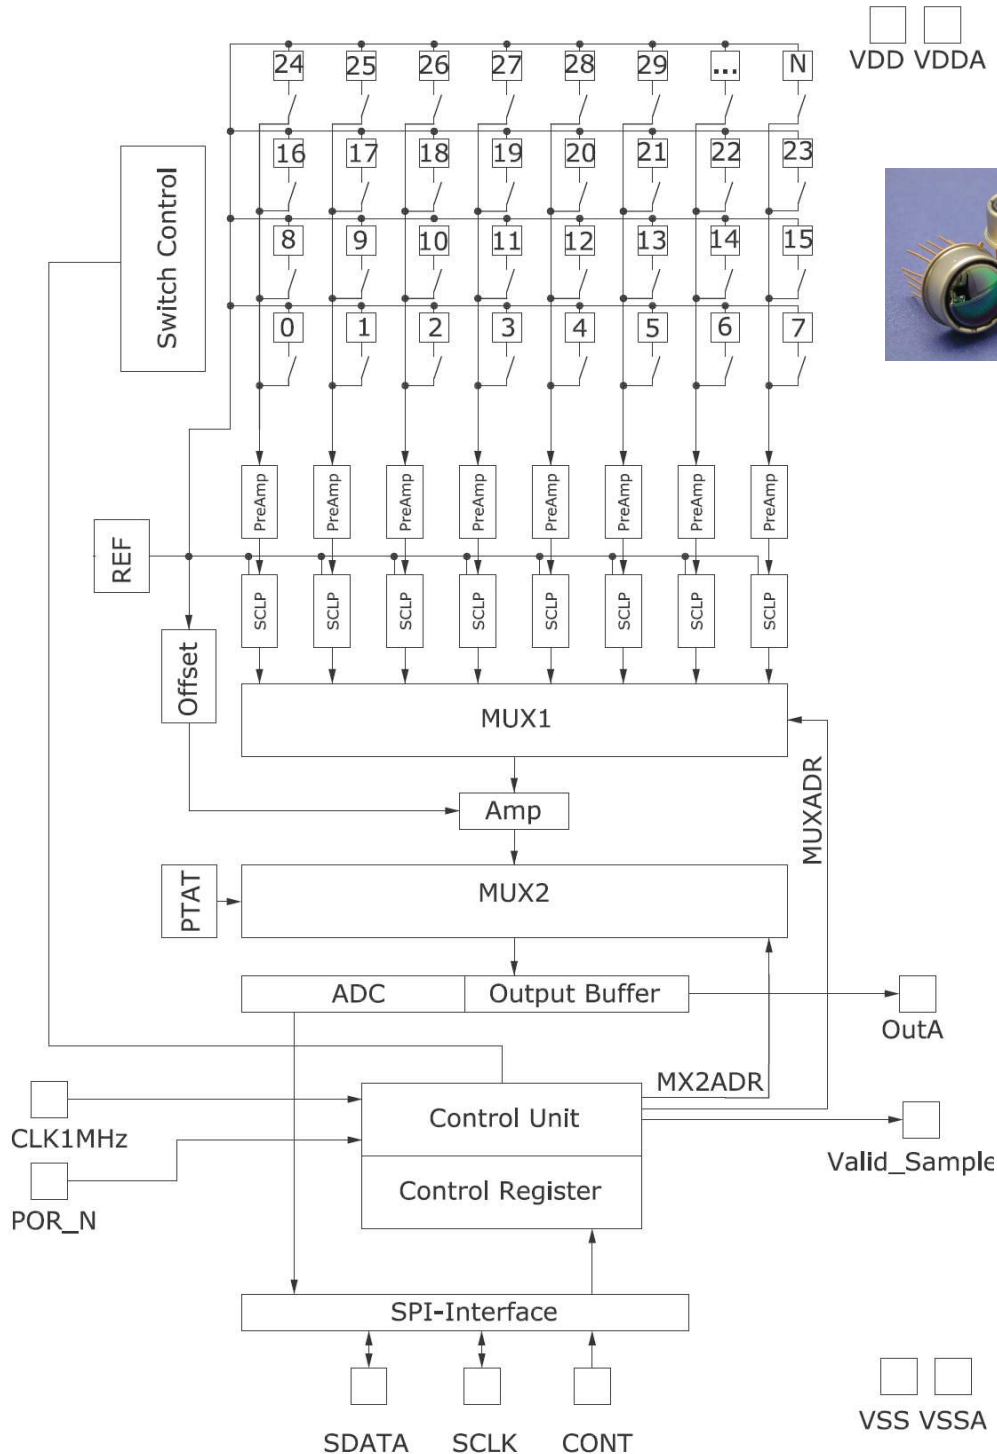 VDD VDDA
24 25 26 27 28 29 ... N
16 17 18 19 20 21 22 23
Switch Control
8 9 10 11 12 13 14 15
0 1 2 3 4 5 6 7
PreAmp PreAmp PreAmp PreAmp PreAmp PreAmp PreAmp PreAmp
REF
SCLP SCLP SCLP SCLP SCLP SCLP SCLP SCLP
Offset
MUX1
MUXADR
Amp
PTAT
MUX2
ADC Output Buffer
OutA
MX2ADR
CLK1MHz
Control Unit
Valid_Sample
Control Register
POR_N
SPI-Interface
SDATA SCLK CONT
VSS VSSA